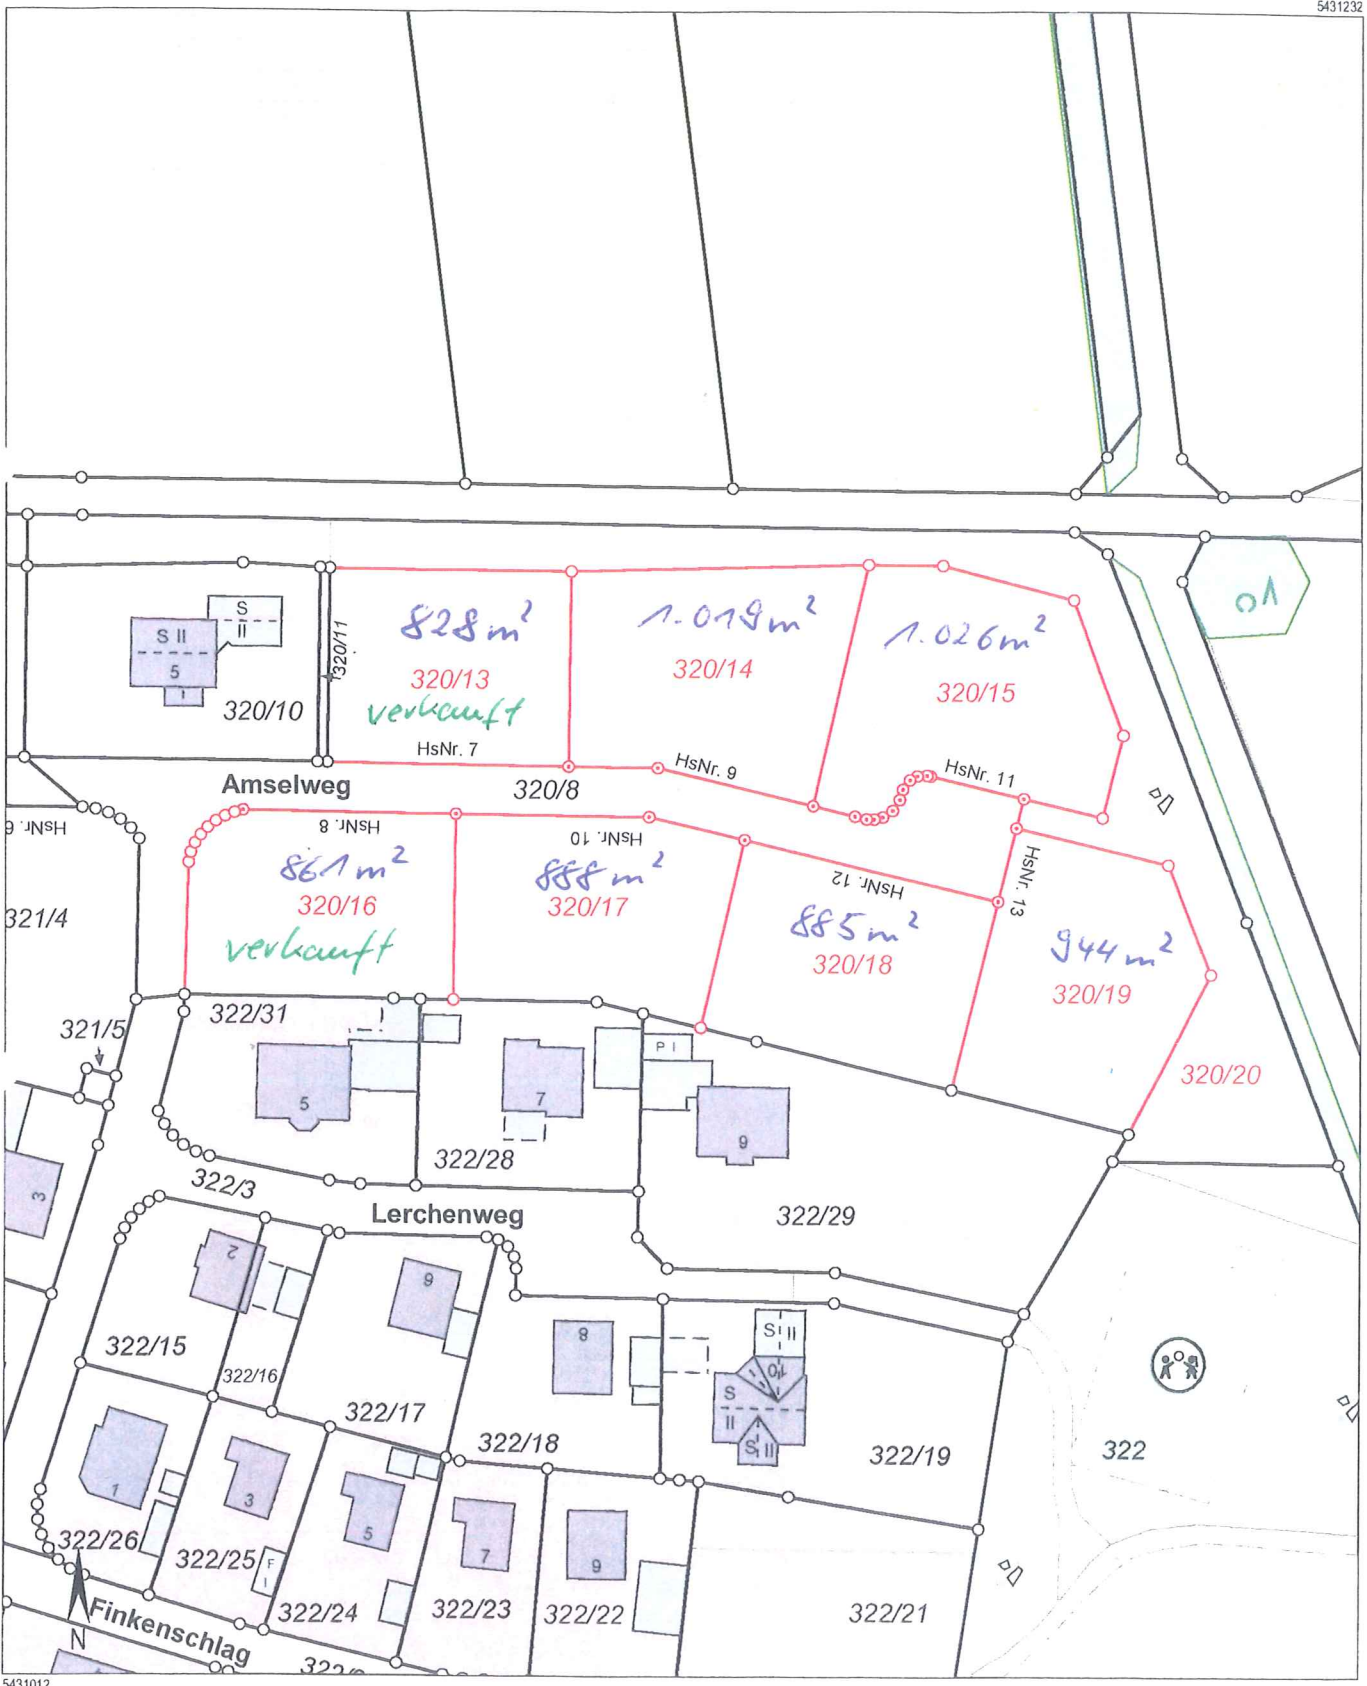 5431232
828 m²
1.019 m²
1.026 m²
320/13
320/14
320/15
verkauft
S
II
S II
5
I
320/10
320/11
HsNr. 7
HsNr. 9
HsNr. 11
Amselweg
320/8
HsNr. 6
HsNr. 8
HsNr. 10
HsNr. 12
HsNr. 13
861 m²
888 m²
885 m²
944 m²
320/16
320/17
320/18
320/19
verkauft
321/4
322/31
321/5
320/20
P I
5
7
9
322/28
322/3
3
Lerchenweg
322/29
2
6
8
S II
10
S
II
S II
322/15
322/16
322/17
322/18
322/19
322
1
3
5
7
9
322/26
322/25
F
I
322/24
322/23
322/22
322/21
Finkenschlag
N
5431012